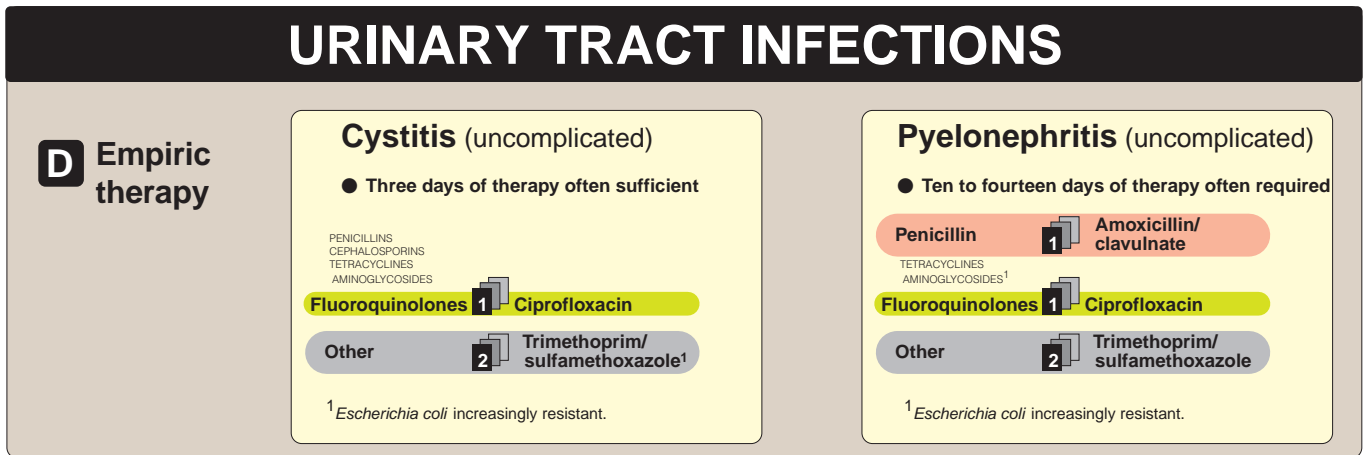 URINARY TRACT INFECTIONS
D Empiric
therapy
Cystitis (uncomplicated)
● Three days of therapy often sufficient
PENICILLINS
CEPHALOSPORINS
TETRACYCLINES
AMINOGLYCOSIDES
Fluoroquinolones 1 Ciprofloxacin
Other 2 Trimethoprim/
sulfamethoxazole¹
¹Escherichia coli increasingly resistant.
Pyelonephritis (uncomplicated)
● Ten to fourteen days of therapy often required
Penicillin 1 Amoxicillin/
clavulnate
TETRACYCLINES
AMINOGLYCOSIDES¹
Fluoroquinolones 1 Ciprofloxacin
Other 2 Trimethoprim/
sulfamethoxazole
¹Escherichia coli increasingly resistant.